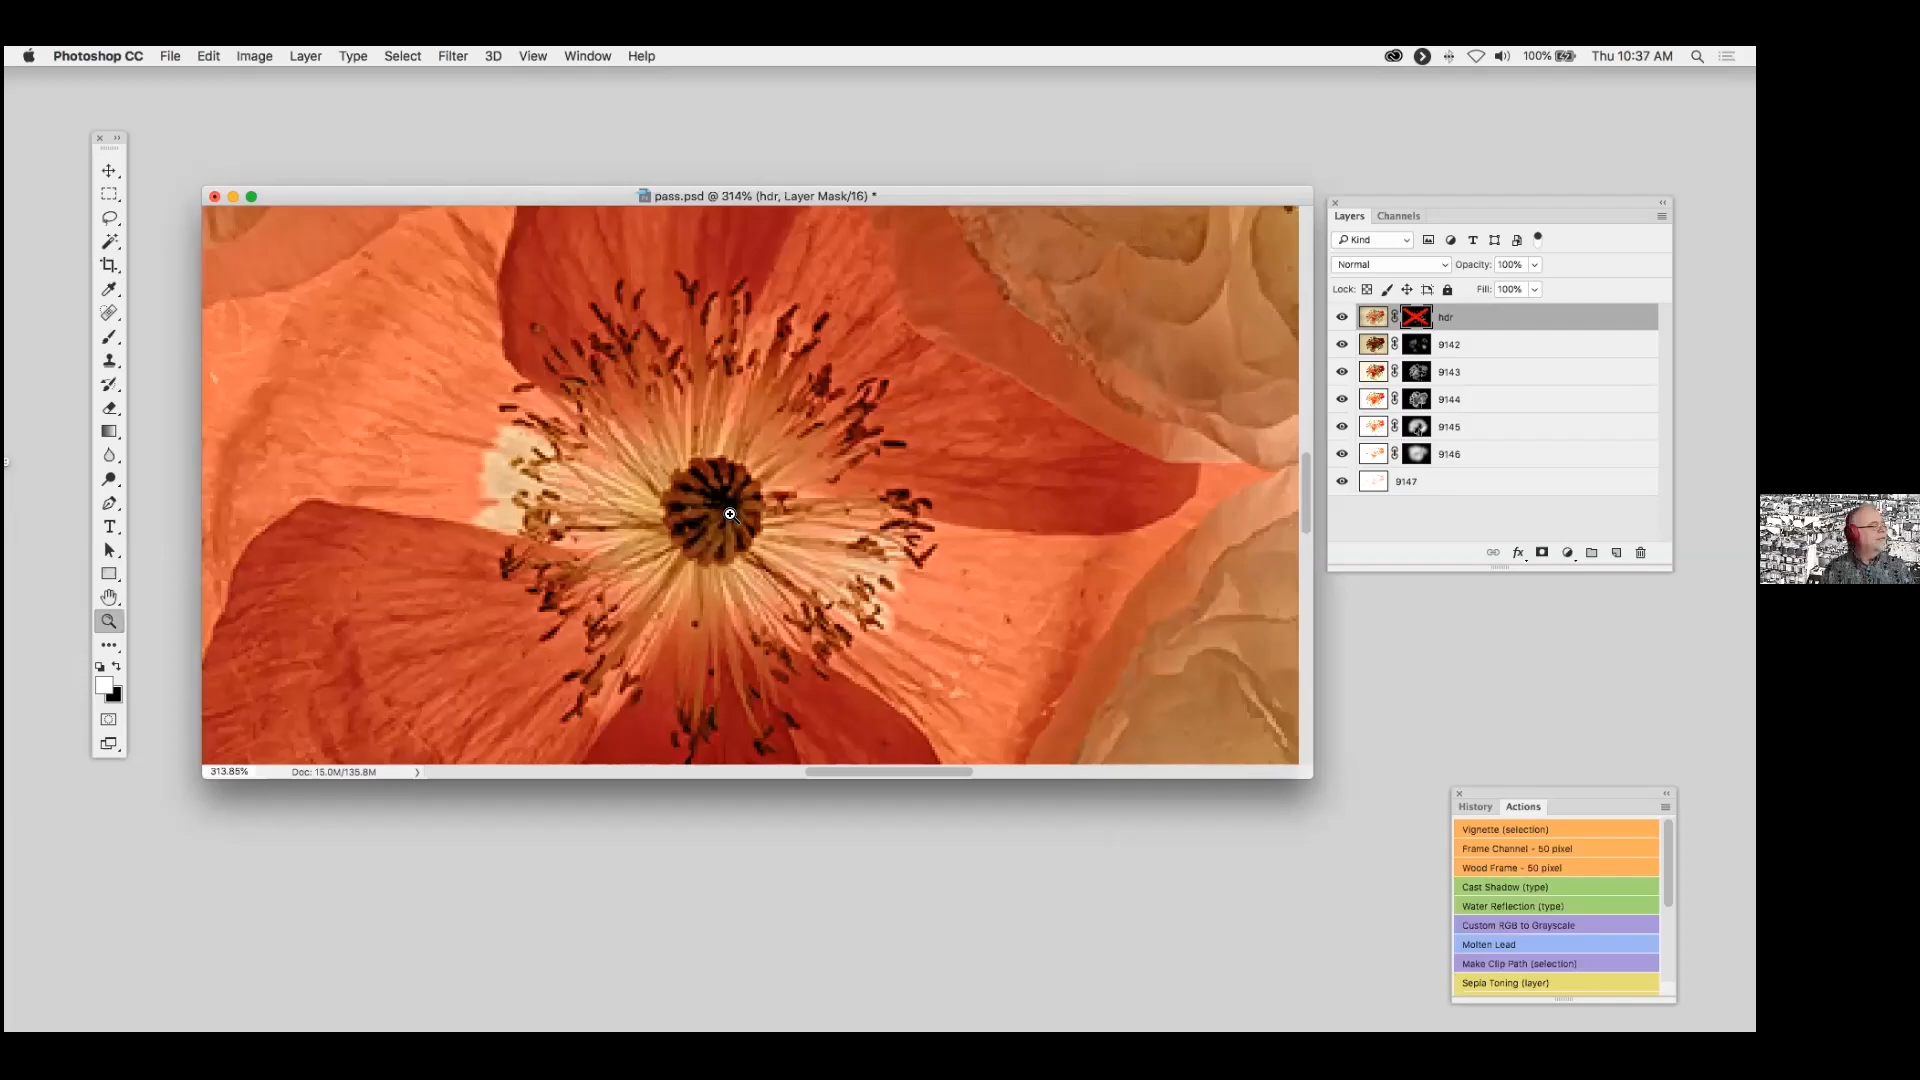 Photoshop CC File Edit Image Layer Type Select Filter 3D View Window Help 100% Thu 10:37 AM
pass.psd @ 314% (hdr, Layer Mask/16) *
313.85% Doc: 15.0M/135.8M
Layers Channels
Kind
Normal Opacity: 100%
Lock: Fill: 100%
hdr
9142
9143
9144
9145
9146
9147
History Actions
Vignette (selection)
Frame Channel - 50 pixel
Wood Frame - 50 pixel
Cast Shadow (type)
Water Reflection (type)
Custom RGB to Grayscale
Molten Lead
Make Clip Path (selection)
Sepia Toning (layer)